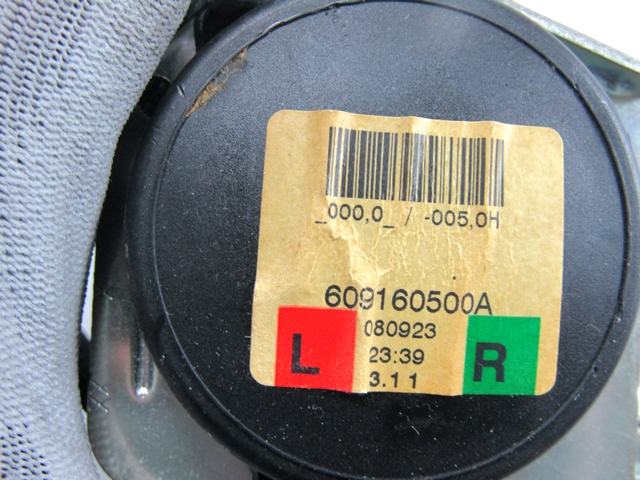 _000,0_ / -005,0H
609160500A
080923
L R
23:39
3.11